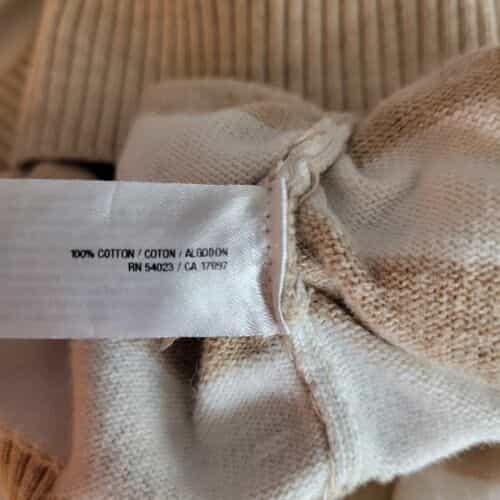 100% COTTON / COTON / ALGODON
RN 54023 / CA 17897